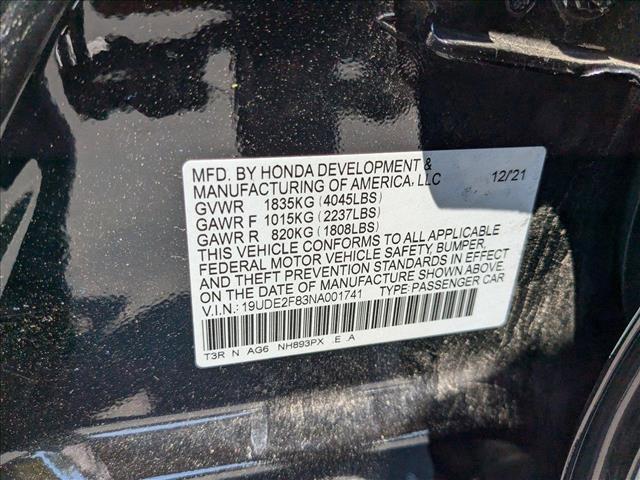 MFD. BY HONDA DEVELOPMENT &
MANUFACTURING OF AMERICA, LLC 12/21
GVWR 1835KG (4045LBS)
GAWR F 1015KG (2237LBS)
GAWR R 820KG (1808LBS)
THIS VEHICLE CONFORMS TO ALL APPLICABLE
FEDERAL MOTOR VEHICLE SAFETY, BUMPER,
AND THEFT PREVENTION STANDARDS IN EFFECT
ON THE DATE OF MANUFACTURE SHOWN ABOVE.
V.I.N.: 19UDE2F83NA001741 TYPE:PASSENGER CAR
T3R N AG6 NH893PX .E .A